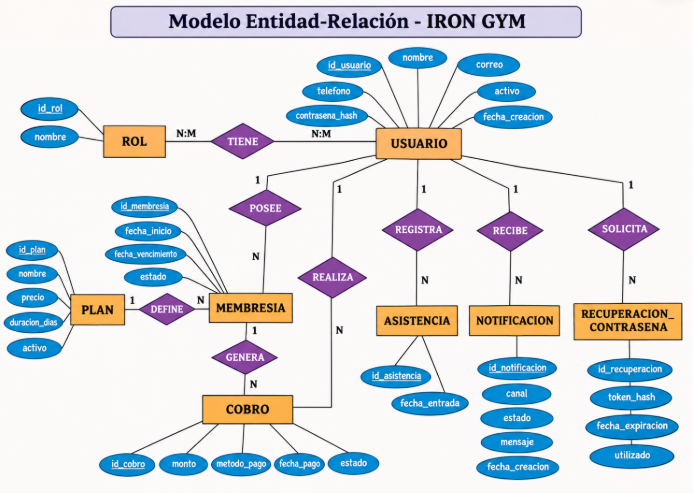 Modelo Entidad-Relación - IRON GYM
id_usuario
nombre
correo
telefono
activo
contrasena_hash
fecha_creacion
id_rol
nombre
ROL
N:M
TIENE
N:M
USUARIO
1
POSEE
N
1
REALIZA
N
1
REGISTRA
N
1
RECIBE
N
1
SOLICITA
N
id_membresia
fecha_inicio
fecha_vencimiento
estado
id_plan
nombre
precio
duracion_dias
activo
PLAN
1
DEFINE
N
MEMBRESIA
1
GENERA
N
COBRO
id_cobro
monto
metodo_pago
fecha_pago
estado
ASISTENCIA
id_asistencia
fecha_entrada
NOTIFICACION
id_notificacion
canal
estado
mensaje
fecha_creacion
RECUPERACION_
CONTRASENA
id_recuperacion
token_hash
fecha_expiracion
utilizado